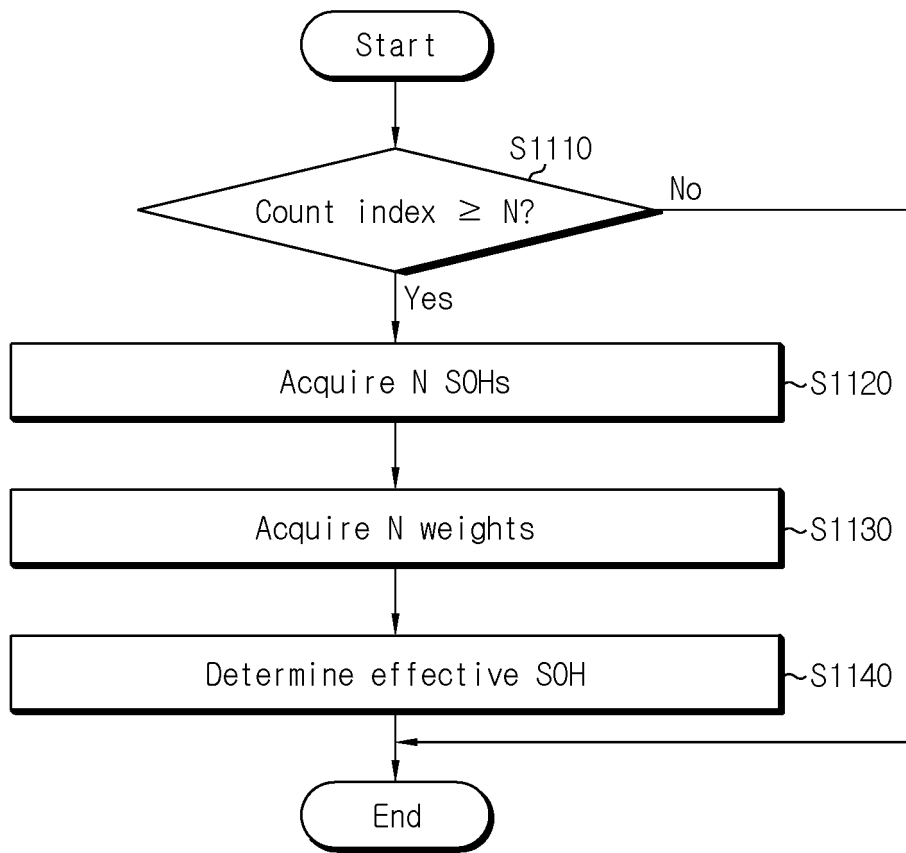 Start
S1110
Count index ≥ N?
No
Yes
Acquire N SOHs
S1120
Acquire N weights
S1130
Determine effective SOH
S1140
End